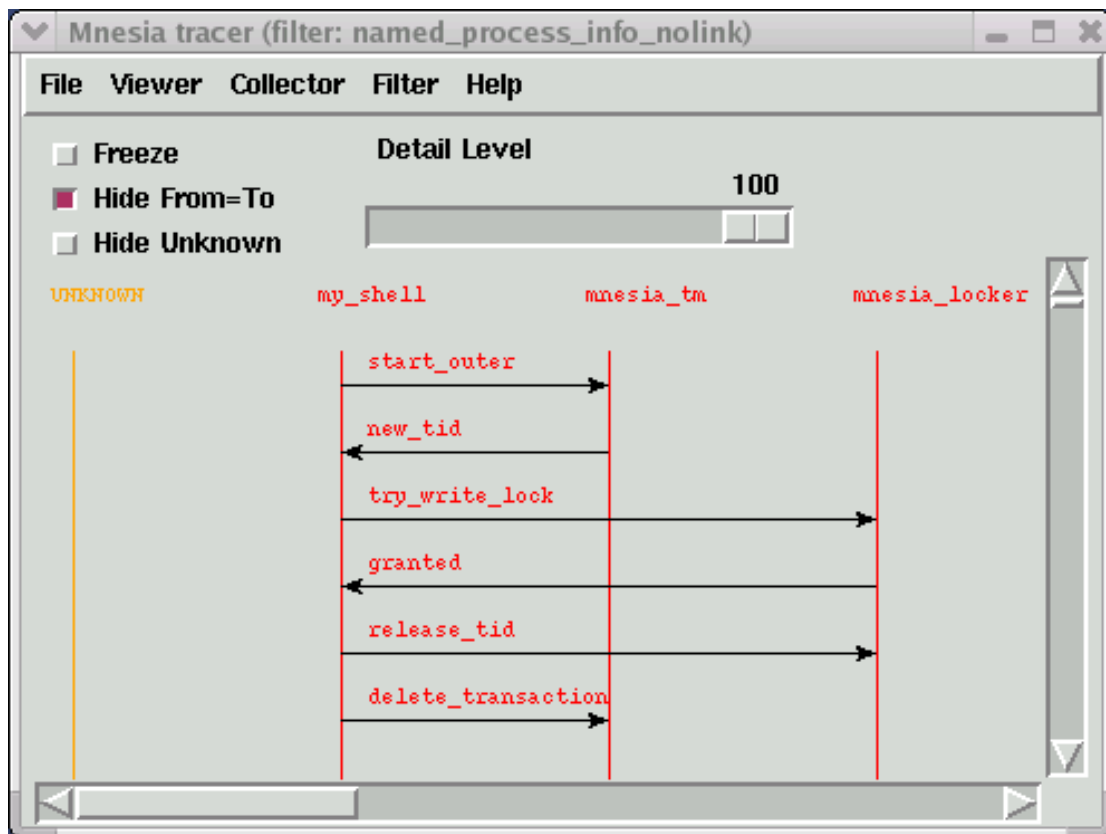 Mnesia tracer (filter: named_process_info_nolink)
File Viewer Collector Filter Help
Freeze
Detail Level
Hide From=To
100
Hide Unknown
UNKNOWN my_shell mnesia_tm mnesia_locker
start_outer
new_tid
try_write_lock
granted
release_tid
delete_transaction